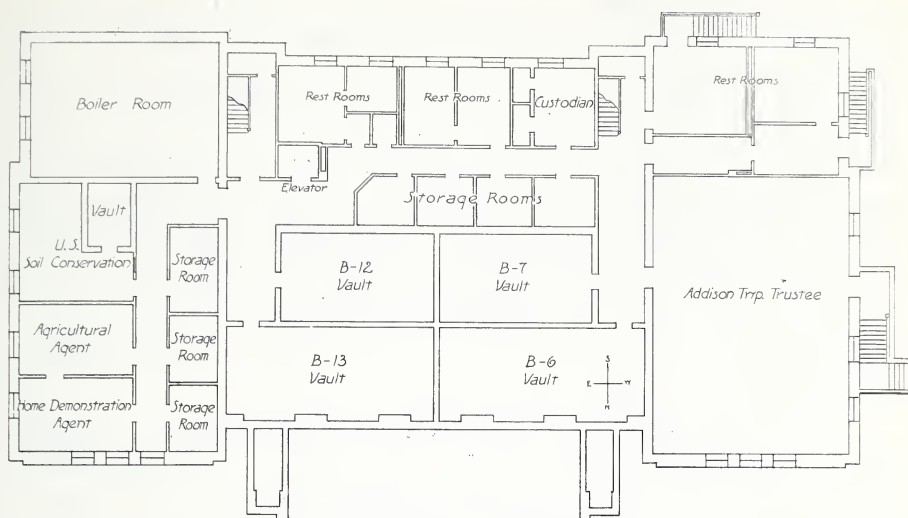 Boiler Room
Rest Rooms
Rest Rooms
Custodian
Rest Rooms
Elevator
Storage Rooms
Vault
U.S.
Soil Conservation
Storage
Room
B-12
Vault
B-7
Vault
Addison Twp. Trustee
Agricultural
Agent
Storage
Room
B-13
Vault
B-6
Vault
S
E W
N
Home Demonstration
Agent
Storage
Room